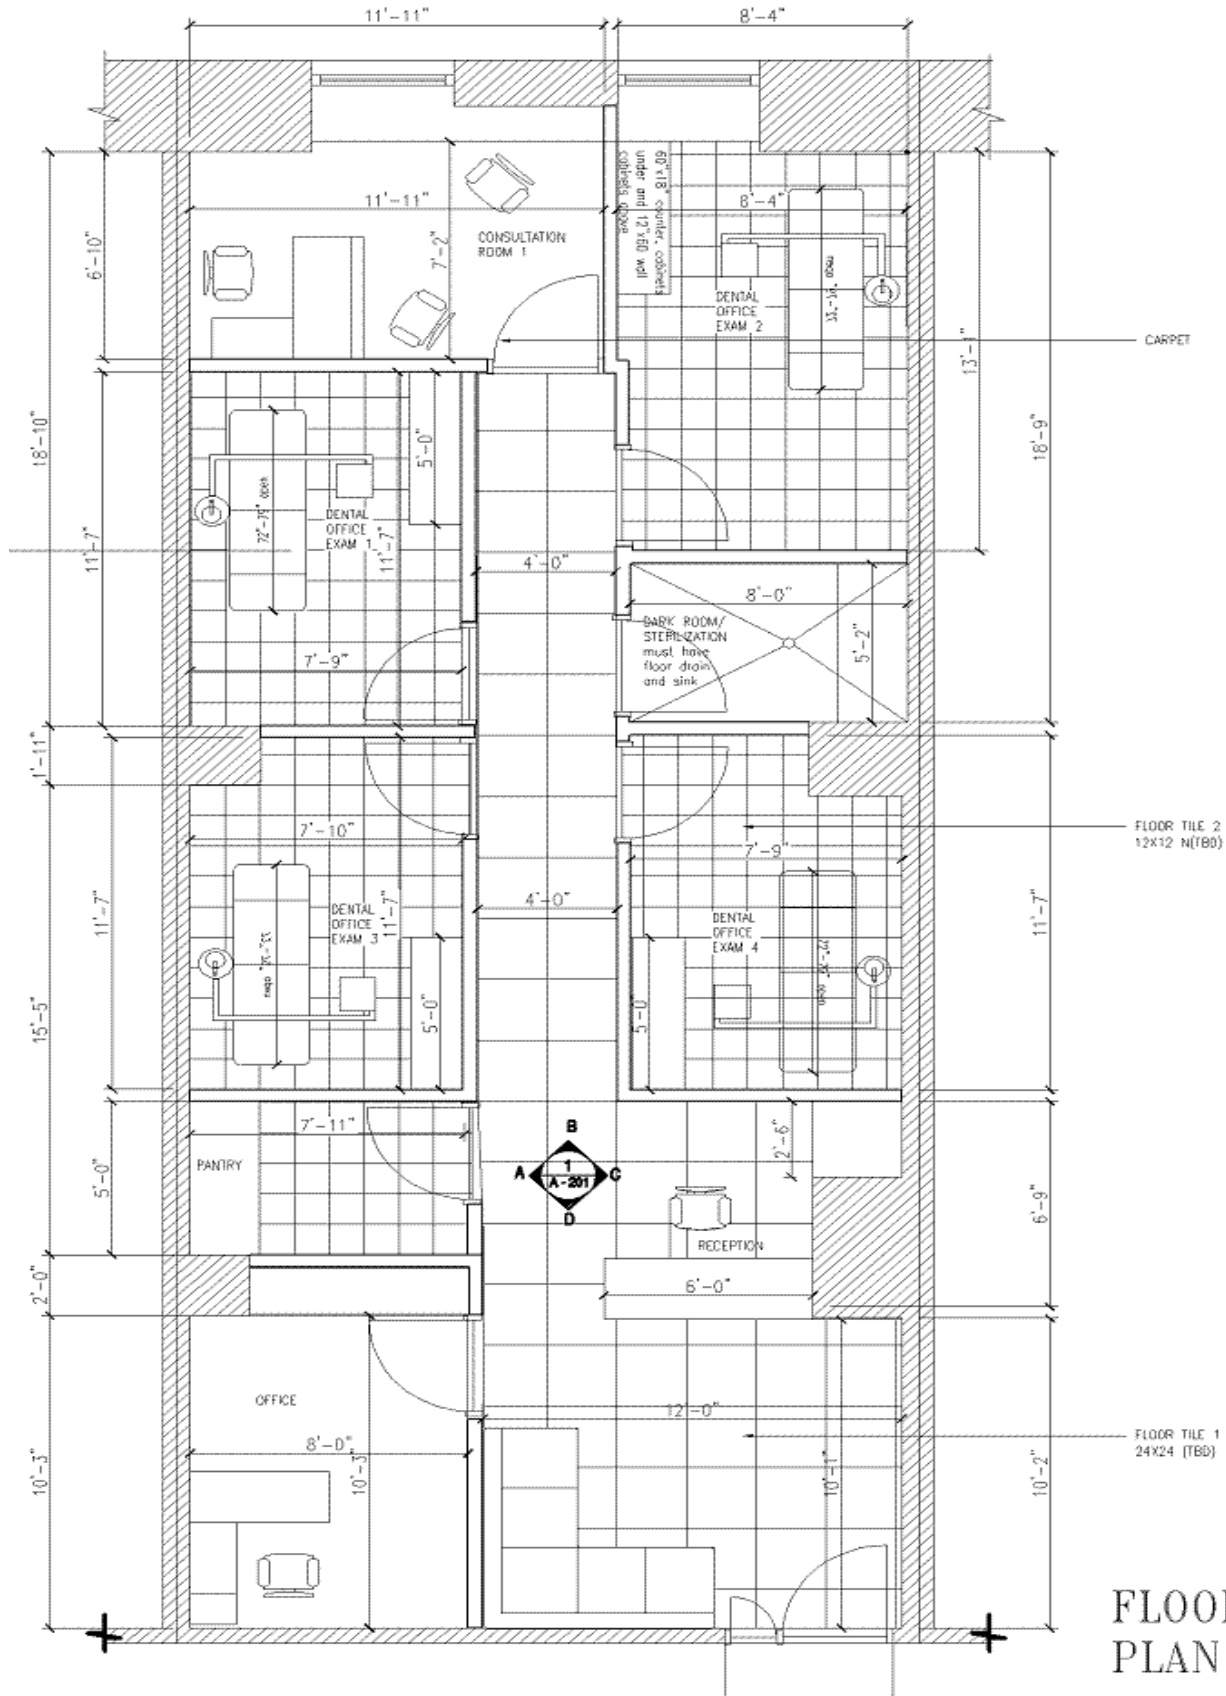 11'-11"
8'-4"
60"x18" counter, cabinets
under and 12"x60 wall
cabinets above
11'-11"
8'-4"
6'-10"
7'-2"
CONSULTATION
ROOM 1
DENTAL
OFFICE
EXAM 2
CARPET
13'-1"
18'-10"
5'-0"
18'-9"
72"-79" open
DENTAL
OFFICE
EXAM 1
11'-7"
11'-7"
4'-0"
8'-0"
DARK ROOM/
STERILIZATION
must have
floor drain
and sink
5'-2"
7'-9"
1'-11"
7'-10"
FLOOR TILE 2
12X12 N(TBD)
7'-9"
11'-7"
11'-7"
4'-0"
11'-7"
DENTAL
OFFICE
EXAM 3
DENTAL
OFFICE
EXAM 4
15'-5"
5'-0"
5'-0
7'-11"
B
2'-6"
PANTRY
A
1
C
A-201
5'-0"
D
6'-9"
RECEPTION
2'-0"
6'-0"
OFFICE
12'-0"
8'-0"
FLOOR TILE 1
24X24 (TBD)
10'-3"
10'-3"
10'-1"
10'-2"
PLAN